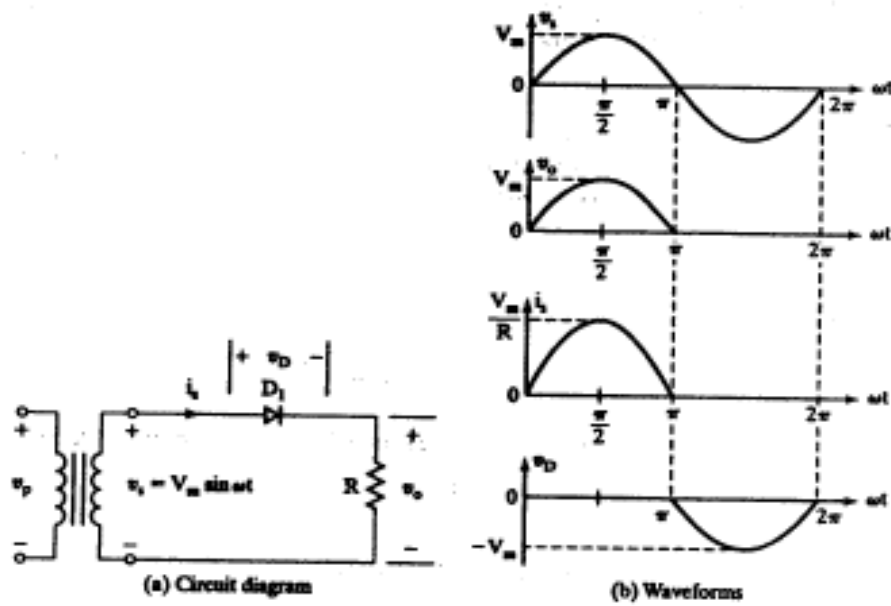 + v_D −
i_s D_1
+ + +
v_p v_s = V_m sin ωt R v_o
− − −
(a) Circuit diagram
v_s
V_m
0 π/2 π 2π ωt
v_o
V_m
0 π/2 π 2π ωt
V_m/R i_s
0 π/2 π 2π ωt
v_D
0 π 2π ωt
−V_m
(b) Waveforms